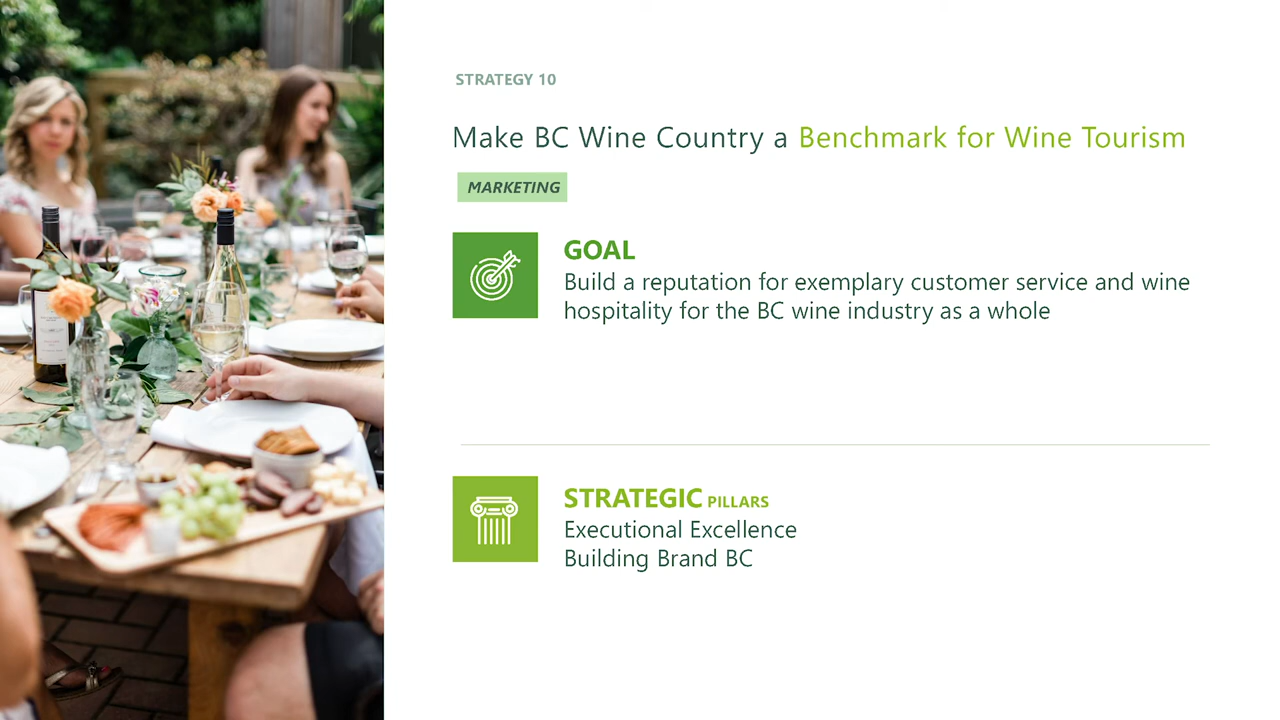 STRATEGY 10
Make BC Wine Country a Benchmark for Wine Tourism
MARKETING
GOAL
Build a reputation for exemplary customer service and wine
hospitality for the BC wine industry as a whole
STRATEGIC PILLARS
Executional Excellence
Building Brand BC